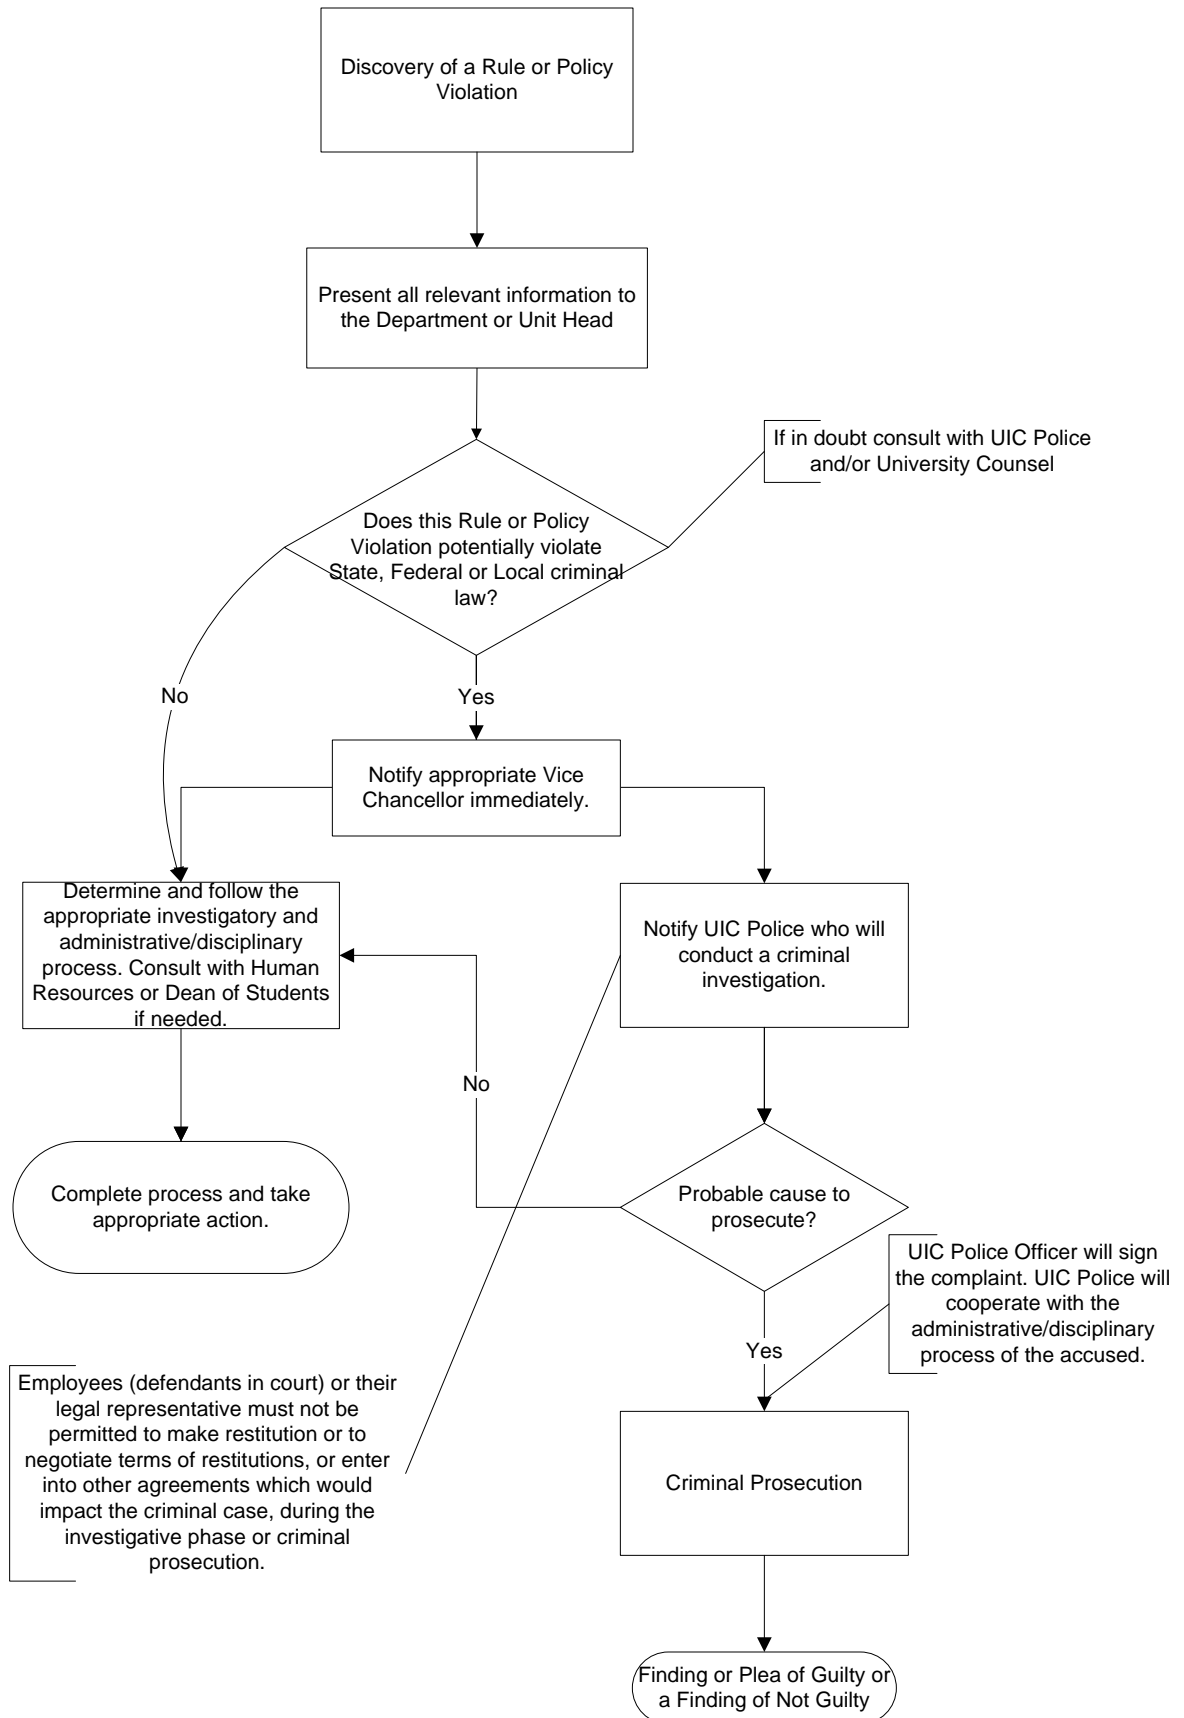 Discovery of a Rule or Policy
Violation
Present all relevant information to
the Department or Unit Head
If in doubt consult with UIC Police
and/or University Counsel
Does this Rule or Policy
Violation potentially violate
State, Federal or Local criminal
law?
No
Yes
Notify appropriate Vice
Chancellor immediately.
Determine and follow the
appropriate investigatory and
administrative/disciplinary
process. Consult with Human
Resources or Dean of Students
if needed.
Notify UIC Police who will
conduct a criminal
investigation.
No
Complete process and take
appropriate action.
Probable cause to
prosecute?
UIC Police Officer will sign
the complaint. UIC Police will
cooperate with the
administrative/disciplinary
process of the accused.
Yes
Employees (defendants in court) or their
legal representative must not be
permitted to make restitution or to
negotiate terms of restitutions, or enter
into other agreements which would
impact the criminal case, during the
investigative phase or criminal
prosecution.
Criminal Prosecution
Finding or Plea of Guilty or
a Finding of Not Guilty